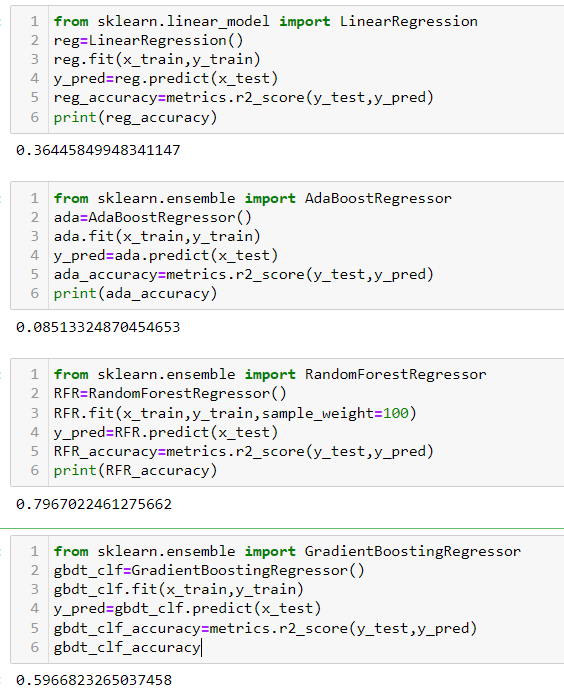 1 from sklearn.linear_model import LinearRegression
2 reg=LinearRegression()
3 reg.fit(x_train,y_train)
4 y_pred=reg.predict(x_test)
5 reg_accuracy=metrics.r2_score(y_test,y_pred)
6 print(reg_accuracy)
0.36445849948341147
1 from sklearn.ensemble import AdaBoostRegressor
2 ada=AdaBoostRegressor()
3 ada.fit(x_train,y_train)
4 y_pred=ada.predict(x_test)
5 ada_accuracy=metrics.r2_score(y_test,y_pred)
6 print(ada_accuracy)
0.08513324870454653
1 from sklearn.ensemble import RandomForestRegressor
2 RFR=RandomForestRegressor()
3 RFR.fit(x_train,y_train,sample_weight=100)
4 y_pred=RFR.predict(x_test)
5 RFR_accuracy=metrics.r2_score(y_test,y_pred)
6 print(RFR_accuracy)
0.7967022461275662
1 from sklearn.ensemble import GradientBoostingRegressor
2 gbdt_clf=GradientBoostingRegressor()
3 gbdt_clf.fit(x_train,y_train)
4 y_pred=gbdt_clf.predict(x_test)
5 gbdt_clf_accuracy=metrics.r2_score(y_test,y_pred)
6 gbdt_clf_accuracy
0.5966823265037458